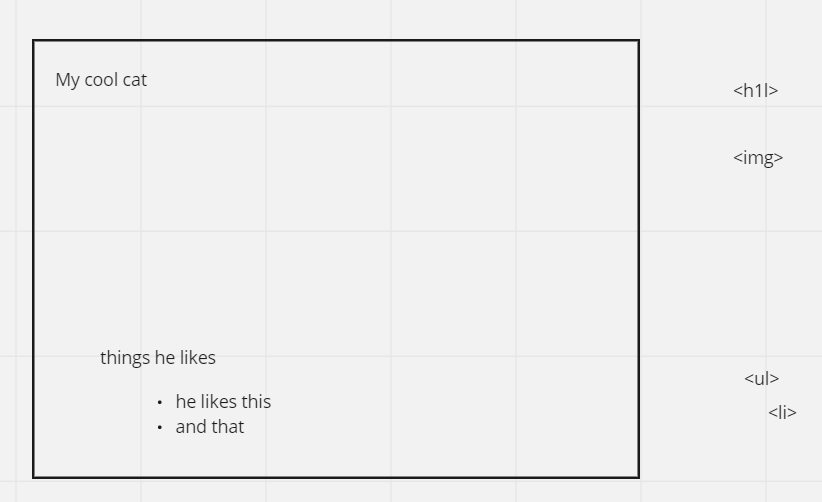 My cool cat
<h1l>
<img>
things he likes
<ul>
• he likes this
<li>
• and that